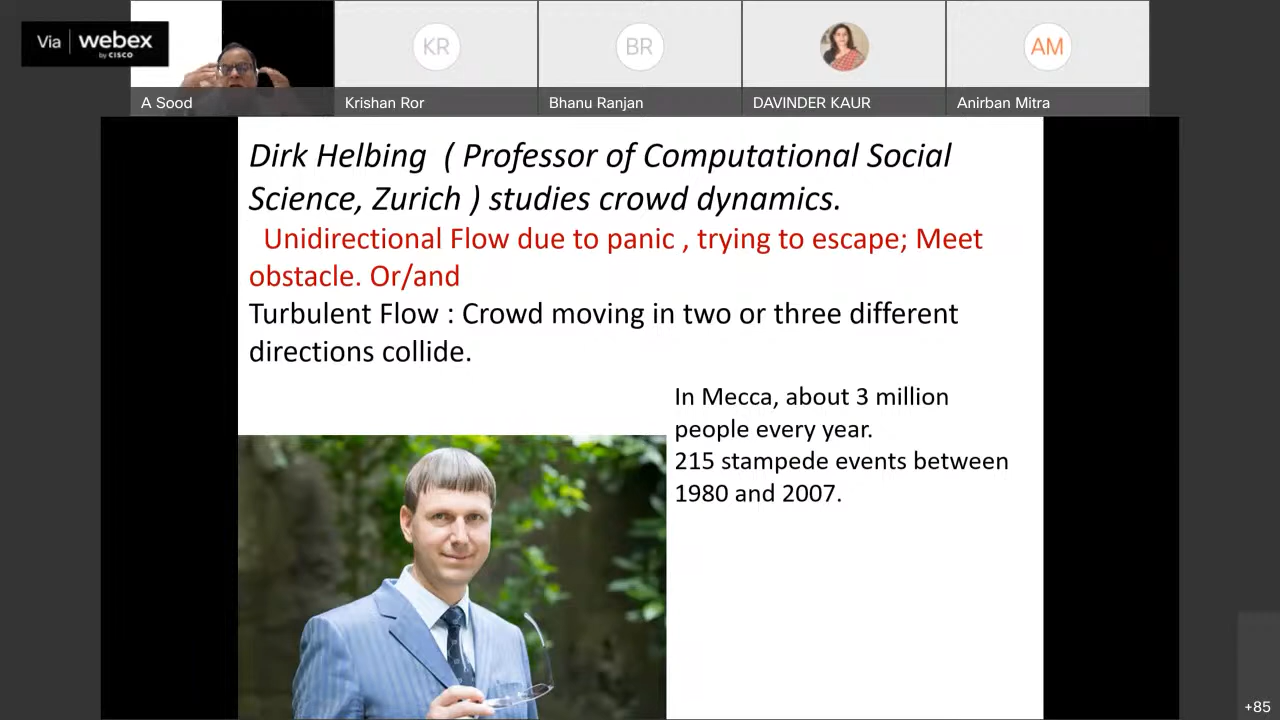 Via webex
by CISCO
KR
BR
AM
A Sood
Krishan Ror
Bhanu Ranjan
DAVINDER KAUR
Anirban Mitra
Dirk Helbing ( Professor of Computational Social
Science, Zurich ) studies crowd dynamics.
Unidirectional Flow due to panic , trying to escape; Meet
obstacle. Or/and
Turbulent Flow : Crowd moving in two or three different
directions collide.
In Mecca, about 3 million
people every year.
215 stampede events between
1980 and 2007.
+85